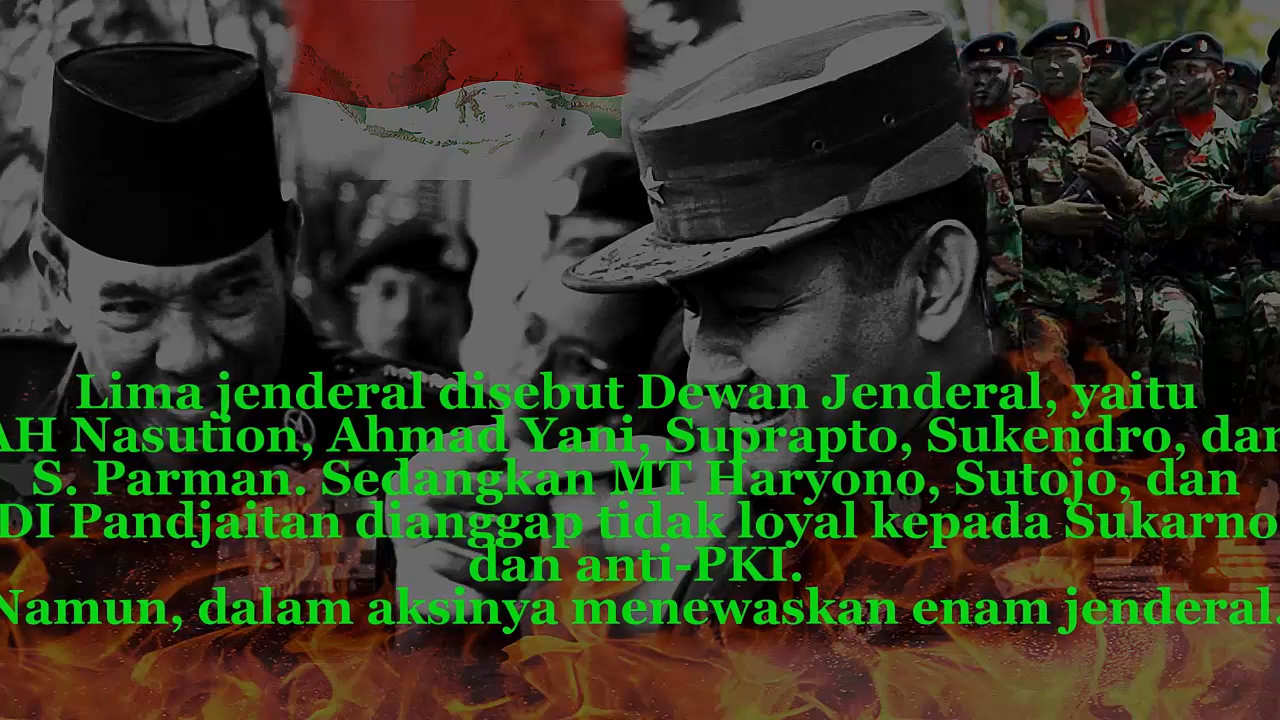 Lima jenderal disebut Dewan Jenderal, yaitu
AH Nasution, Ahmad Yani, Suprapto, Sukendro, dan
S. Parman. Sedangkan MT Haryono, Sutojo, dan
DI Pandjaitan dianggap tidak loyal kepada Sukarno
dan anti-PKI.
Namun, dalam aksinya menewaskan enam jenderal.